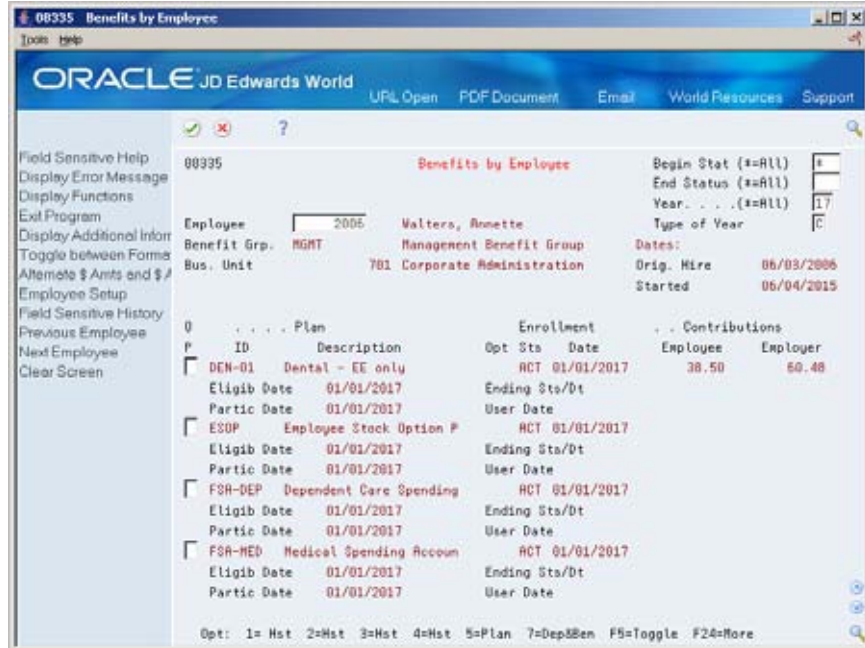 08335 Benefits by Employee
Tools Help
ORACLE JD Edwards World
URL Open PDF Document Email World Resources Support
?
Field Sensitive Help
Display Error Message
Display Functions
Exit Program
Display Additional Inform
Toggle between Format
Alternate $ Amts and $ A
Employee Setup
Field Sensitive History
Previous Employee
Next Employee
Clear Screen
08335 Benefits by Employee Begin Stat (*=All) *
End Status (*=All)
Year. . . .(*=All) 17
Employee 2006 Walters, Annette Type of Year C
Benefit Grp. MGMT Management Benefit Group Dates:
Bus. Unit 701 Corporate Administration Orig. Hire 06/03/2006
Started 06/04/2015
O . . . . Plan Enrollment . . Contributions
P ID Description Opt Sts Date Employee Employer
DEN-01 Dental - EE only ACT 01/01/2017 38.50 60.48
Eligib Date 01/01/2017 Ending Sts/Dt
Partic Date 01/01/2017 User Date
ESOP Employee Stock Option P ACT 01/01/2017
Eligib Date 01/01/2017 Ending Sts/Dt
Partic Date 01/01/2017 User Date
FSA-DEP Dependent Care Spending ACT 01/01/2017
Eligib Date 01/01/2017 Ending Sts/Dt
Partic Date 01/01/2017 User Date
FSA-MED Medical Spending Accoun ACT 01/01/2017
Eligib Date 01/01/2017 Ending Sts/Dt
Partic Date 01/01/2017 User Date
Opt: 1= Hst 2=Hst 3=Hst 4=Hst 5=Plan 7=Dep&Ben F5=Toggle F24=More